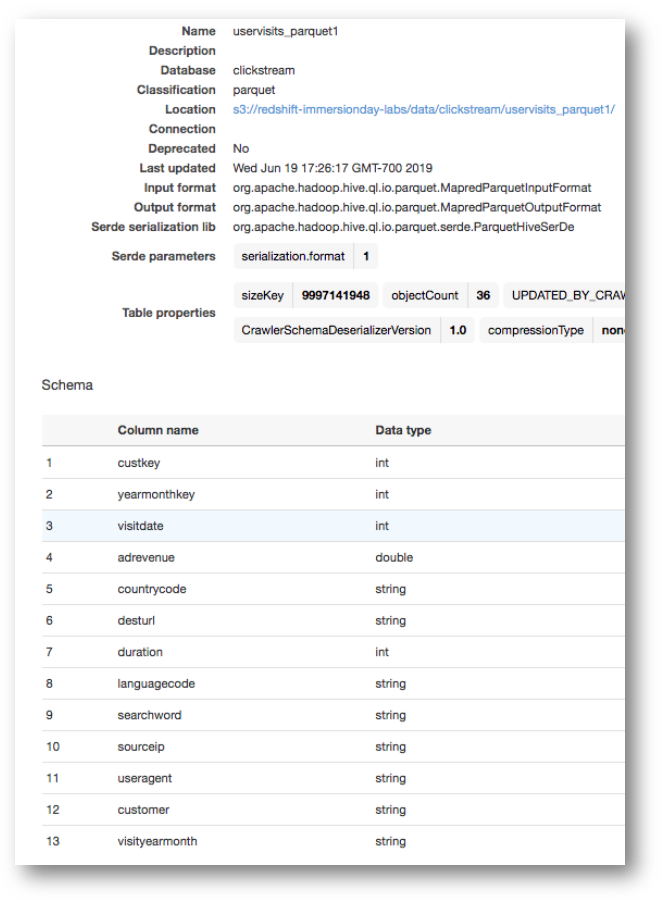 Name uservisits_parquet1
Description
Database clickstream
Classification parquet
Location s3://redshift-immersionday-labs/data/clickstream/uservisits_parquet1/
Connection
Deprecated No
Last updated Wed Jun 19 17:26:17 GMT-700 2019
Input format org.apache.hadoop.hive.ql.io.parquet.MapredParquetInputFormat
Output format org.apache.hadoop.hive.ql.io.parquet.MapredParquetOutputFormat
Serde serialization lib org.apache.hadoop.hive.ql.io.parquet.serde.ParquetHiveSerDe
Serde parameters serialization.format 1
Table properties
sizeKey 9997141948 objectCount 36 UPDATED_BY_CRAW
CrawlerSchemaDeserializerVersion 1.0 compressionType none
Schema
Column name Data type
1 custkey int
2 yearmonthkey int
3 visitdate int
4 adrevenue double
5 countrycode string
6 desturl string
7 duration int
8 languagecode string
9 searchword string
10 sourceip string
11 useragent string
12 customer string
13 visityearmonth string